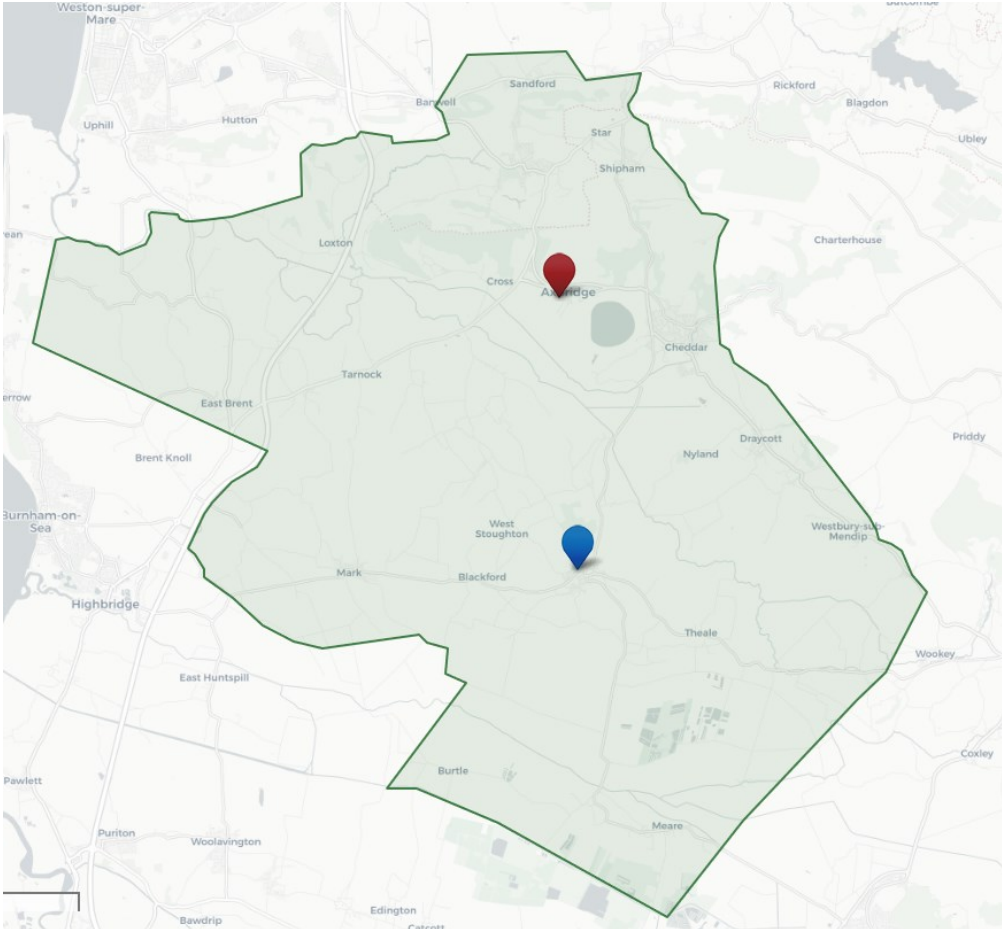 Weston-super-
Mare
Sandford
Rickford
Banwell
Blagdon
Hutton
Uphill
Star
Ubley
Shipham
Charterhouse
Loxton
Cross
Axbridge
Cheddar
Tarnock
East Brent
Draycott
Priddy
Nyland
Brent Knoll
Burnham-on-
Sea
West
Stoughton
Westbury-sub-
Mendip
Mark
Blackford
Highbridge
Theale
Wookey
East Huntspill
Coxley
Burtle
Pawlett
Meare
Puriton
Woolavington
Edington
Bawdrip